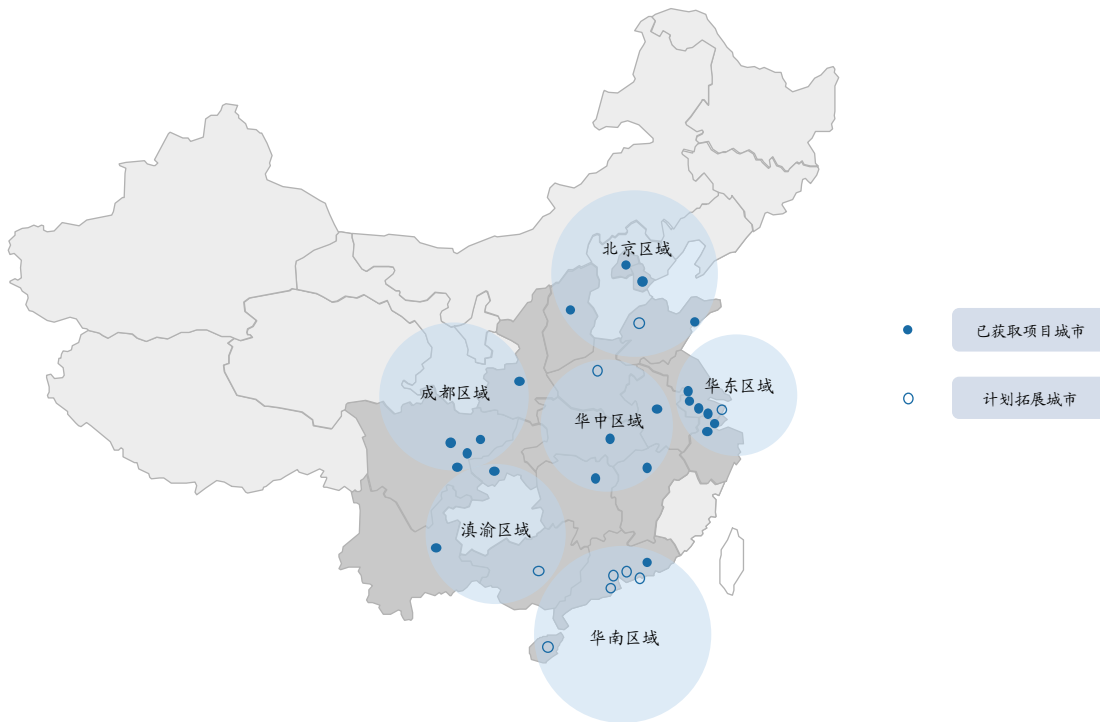 北京区域
已获取项目城市
成都区域
华东区域
计划拓展城市
华中区域
滇渝区域
华南区域